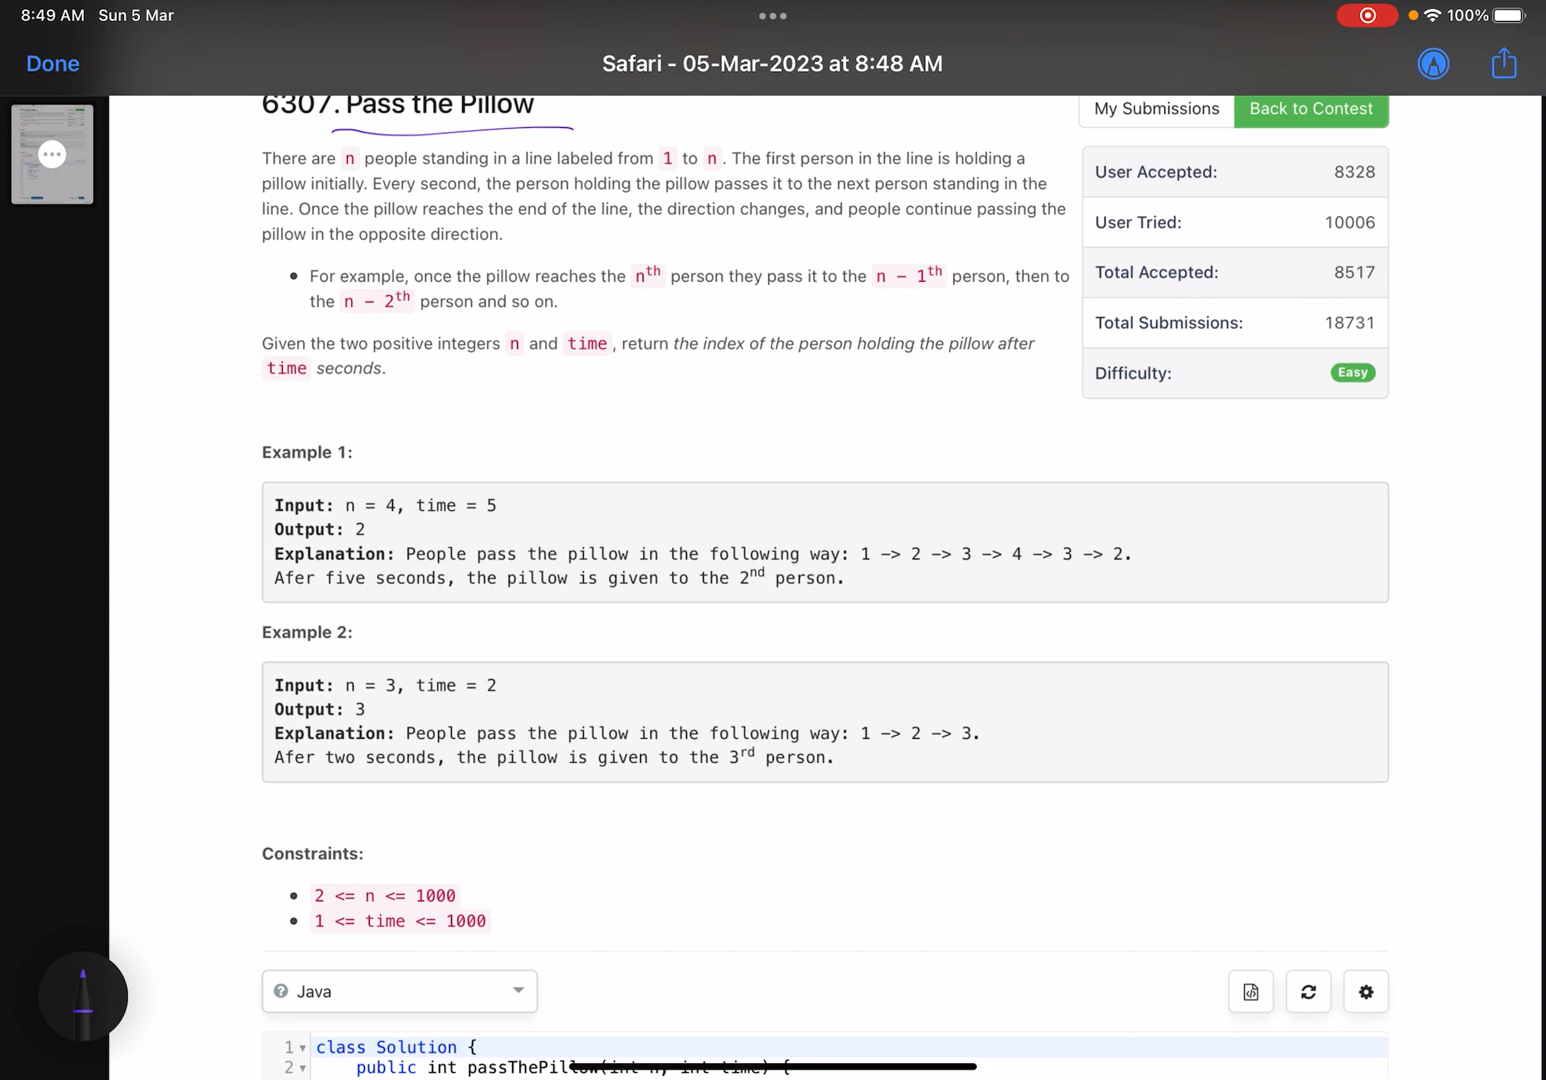 8:49 AM Sun 5 Mar
100%
Done
Safari - 05-Mar-2023 at 8:48 AM
6307. Pass the Pillow
My Submissions
Back to Contest
There are n people standing in a line labeled from 1 to n. The first person in the line is holding a
pillow initially. Every second, the person holding the pillow passes it to the next person standing in the
line. Once the pillow reaches the end of the line, the direction changes, and people continue passing the
pillow in the opposite direction.
• For example, once the pillow reaches the nth person they pass it to the n - 1th person, then to
the n - 2th person and so on.
Given the two positive integers n and time, return the index of the person holding the pillow after
time seconds.
User Accepted: 8328
User Tried: 10006
Total Accepted: 8517
Total Submissions: 18731
Difficulty: Easy
Example 1:
Input: n = 4, time = 5
Output: 2
Explanation: People pass the pillow in the following way: 1 -> 2 -> 3 -> 4 -> 3 -> 2.
Afer five seconds, the pillow is given to the 2nd person.
Example 2:
Input: n = 3, time = 2
Output: 3
Explanation: People pass the pillow in the following way: 1 -> 2 -> 3.
Afer two seconds, the pillow is given to the 3rd person.
Constraints:
• 2 <= n <= 1000
• 1 <= time <= 1000
Java
1 class Solution {
2 public int passThePillow(int n, int time) {